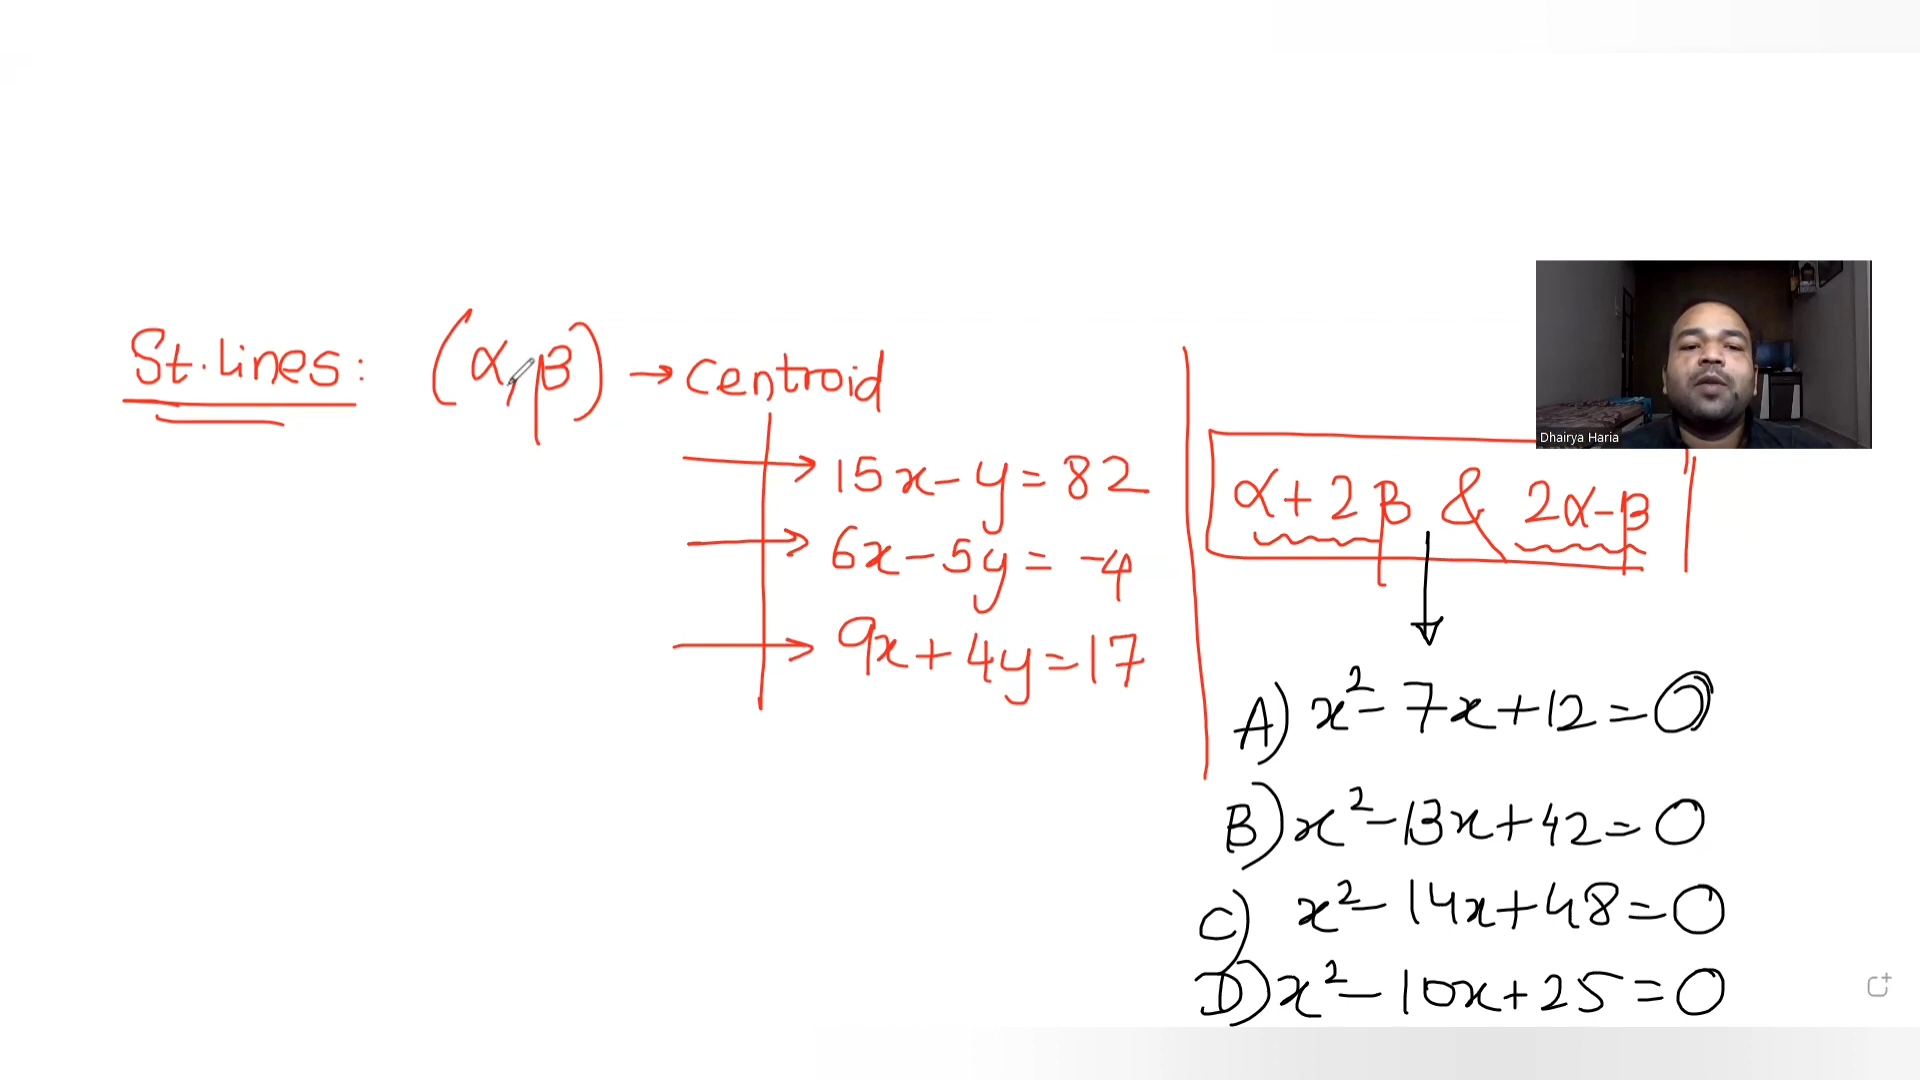 St. Lines: (α, β) → Centroid
→ 15x - y = 82
→ 6x - 5y = -4
→ 9x + 4y = 17
Dhairya Haria
α + 2β & 2α - β
A) x² - 7x + 12 = 0
B) x² - 13x + 42 = 0
C) x² - 14x + 48 = 0
D) x² - 10x + 25 = 0